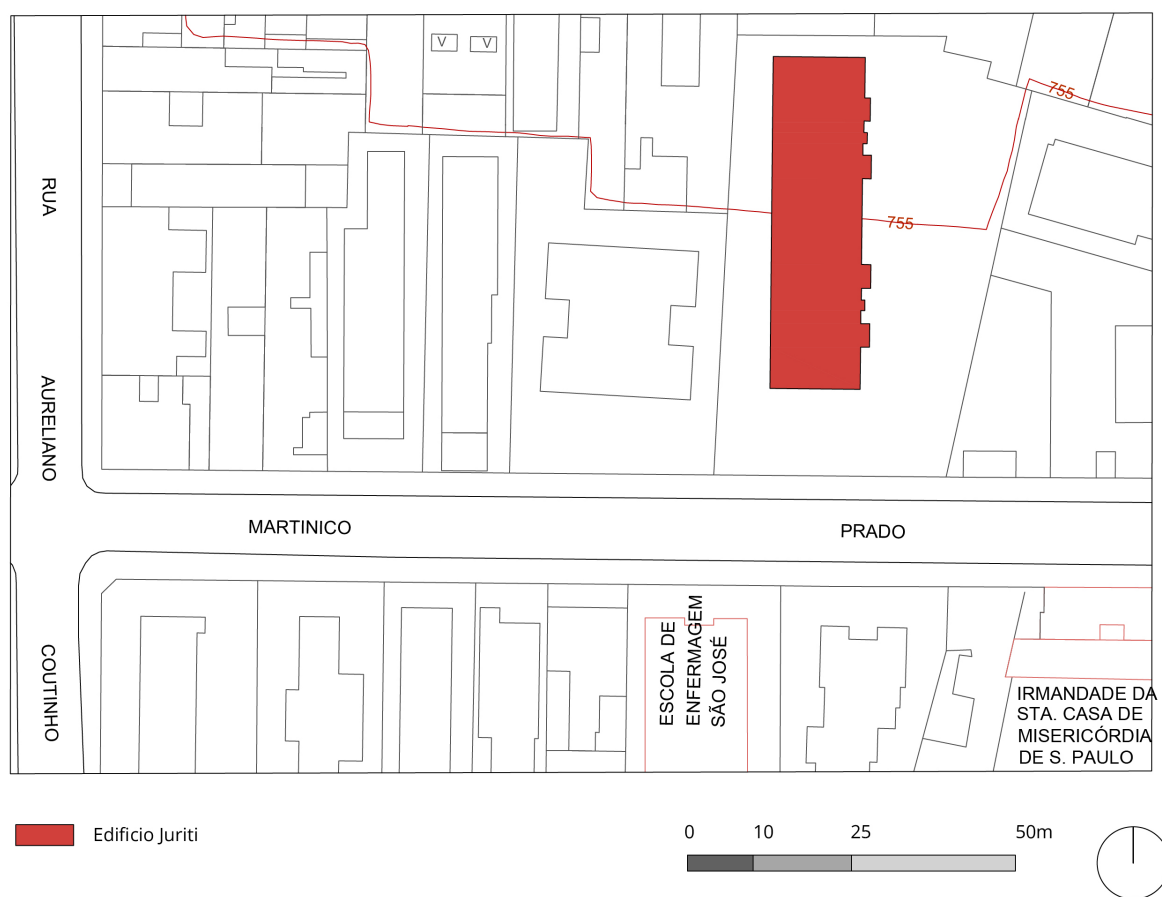 V V
755
755
RUA
AURELIANO
COUTINHO
MARTINICO
PRADO
ESCOLA DE
ENFERMAGEM
SÃO JOSÉ
IRMANDADE DA
STA. CASA DE
MISERICÓRDIA
DE S. PAULO
Edificio Juriti
0 10 25 50m